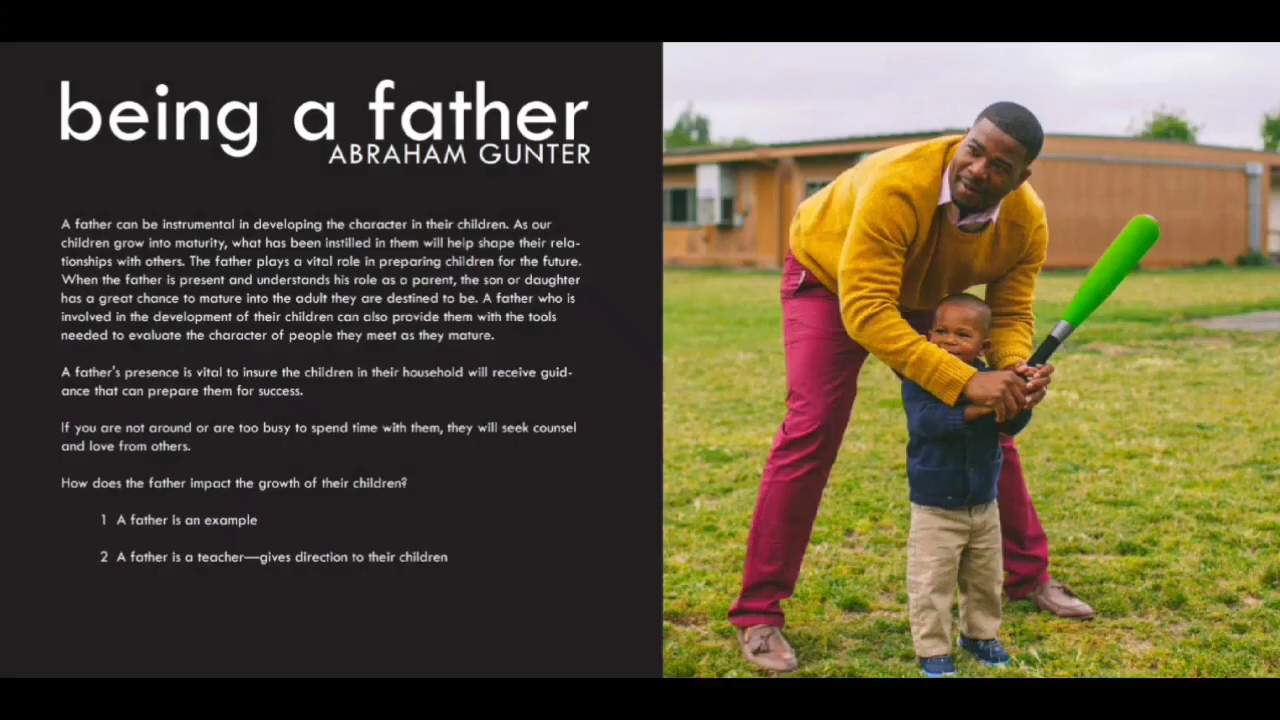 being a father
ABRAHAM GUNTER
A father can be instrumental in developing the character in their children. As our
children grow into maturity, what has been instilled in them will help shape their rela-
tionships with others. The father plays a vital role in preparing children for the future.
When the father is present and understands his role as a parent, the son or daughter
has a great chance to mature into the adult they are destined to be. A father who is
involved in the development of their children can also provide them with the tools
needed to evaluate the character of people they meet as they mature.
A father's presence is vital to insure the children in their household will receive guid-
ance that can prepare them for success.
If you are not around or are too busy to spend time with them, they will seek counsel
and love from others.
How does the father impact the growth of their children?
1 A father is an example
2 A father is a teacher—gives direction to their children